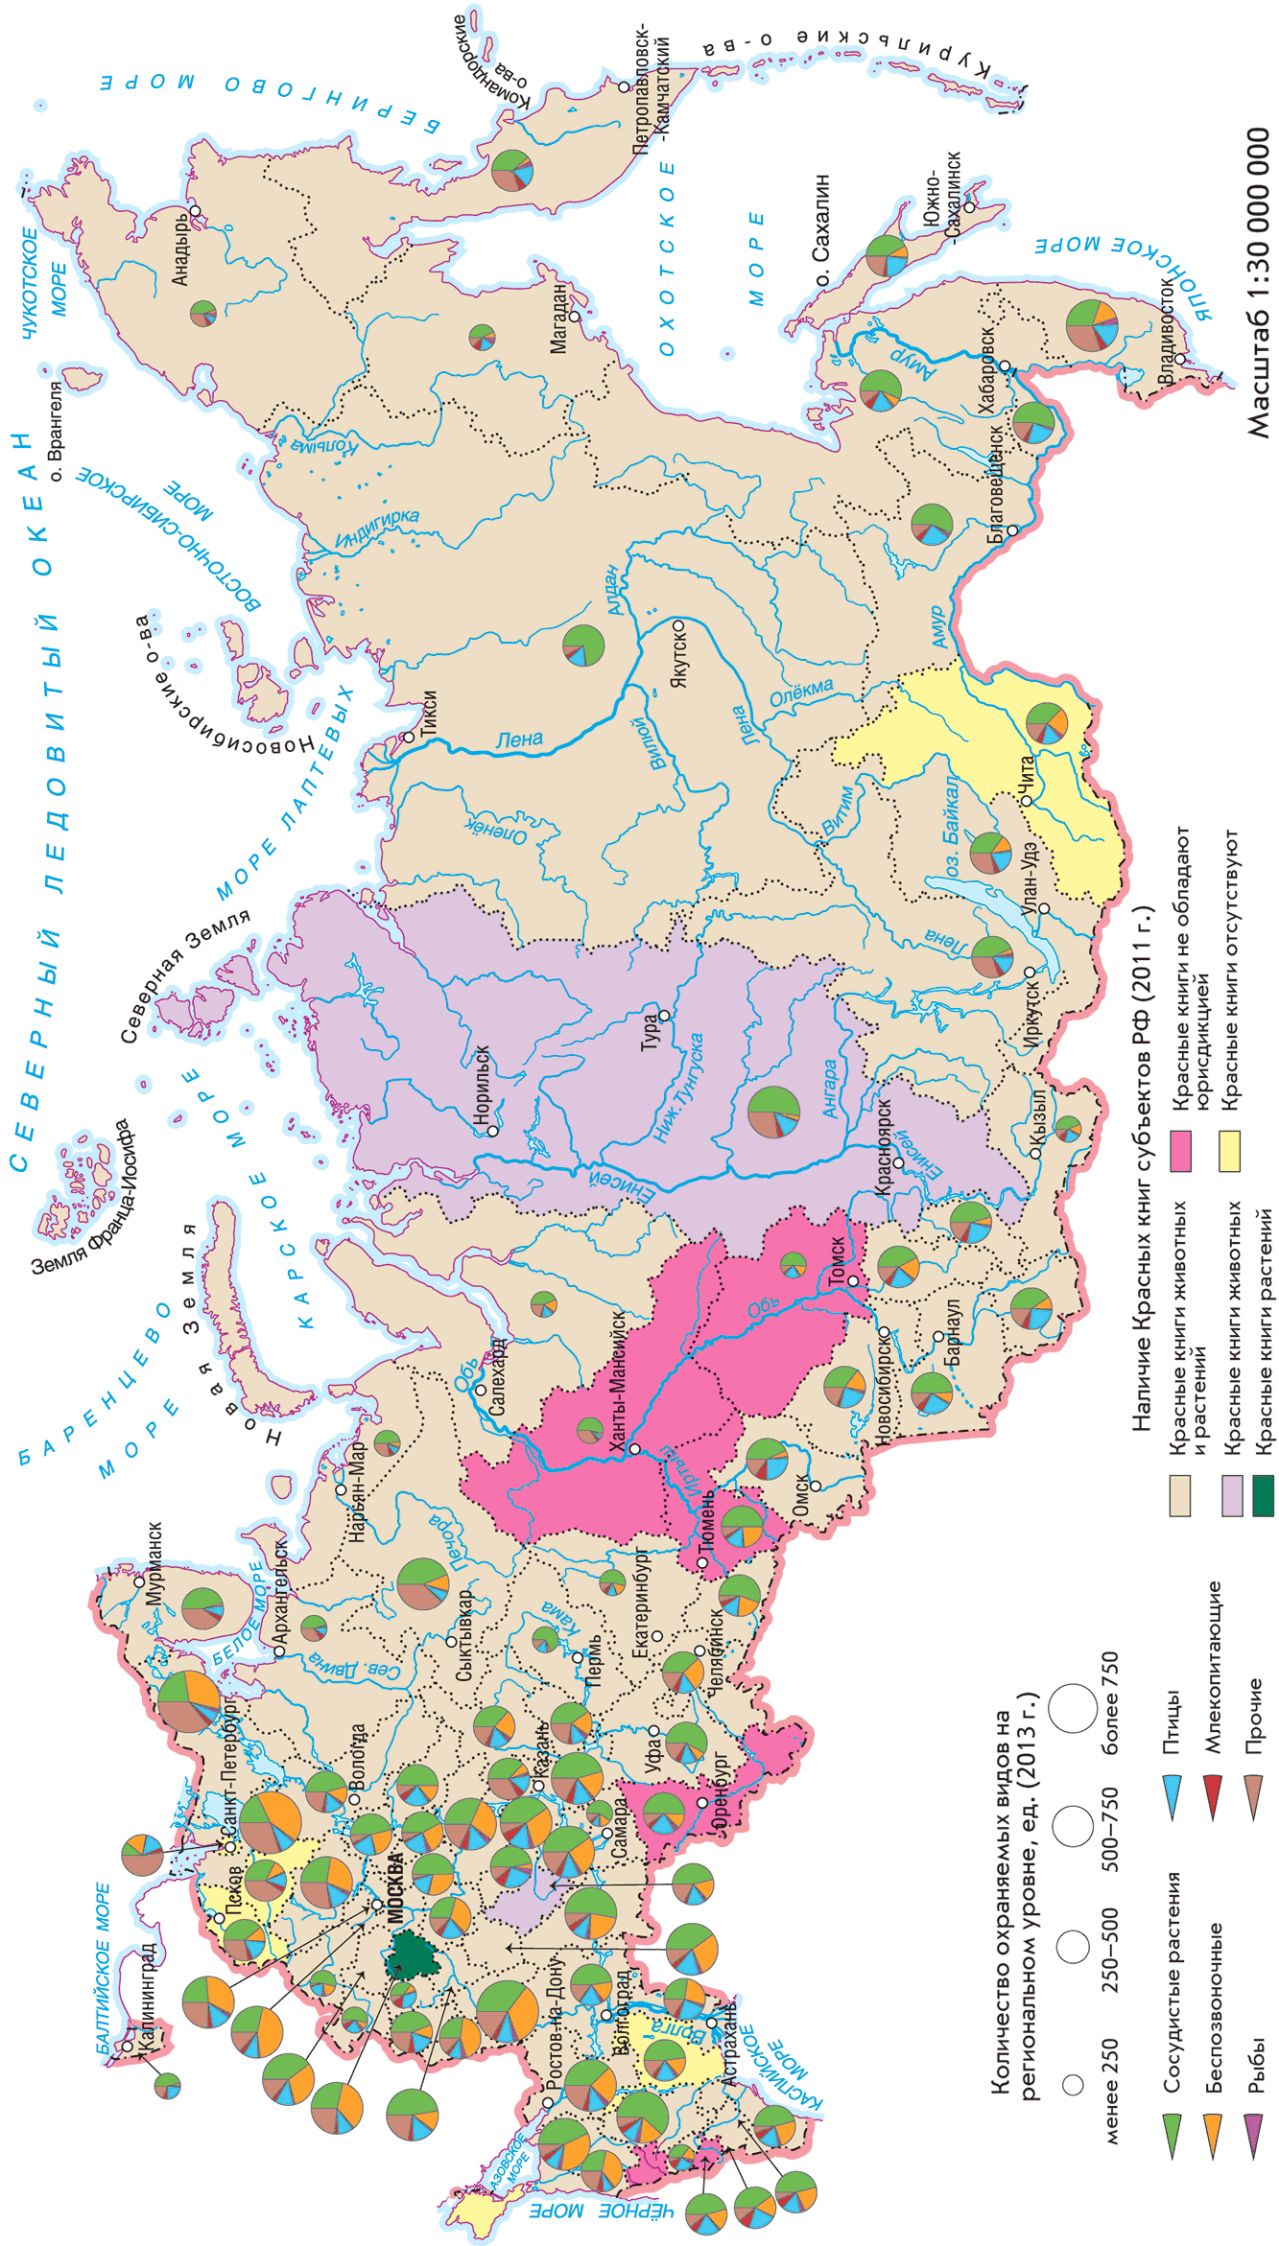 СЕВЕРНЫЙ ЛЕДОВИТЫЙ ОКЕАН
БАРЕНЦЕВО
МОРЕ
Земля Франца-Иосифа
Новая Земля
КАРСКОЕ МОРЕ
Северная Земля
МОРЕ ЛАПТЕВЫХ
Новосибирские о-ва
ВОСТОЧНО-СИБИРСКОЕ
МОРЕ
о. Врангеля
ЧУКОТСКОЕ
МОРЕ
БЕРИНГОВО МОРЕ
Командорские
о-ва
Петропавловск-
-Камчатский
Курильские о-ва
ОХОТСКОЕ
МОРЕ
о. Сахалин
Южно-
-Сахалинск
ЯПОНСКОЕ МОРЕ
Анадырь
Магадан
Колыма
Индигирка
Алдан
Якутск
Тикси
Лена
Вилюй
Лена
Олёкма
Оленёк
Витим
Амур
Амур
Хабаровск
Благовещенск
Владивосток
Чита
оз. Байкал
Улан-Удэ
Лена
Иркутск
Норильск
Тура
Ниж. Тунгуска
Ангара
Енисей
Енисей
Красноярск
Кызыл
Томск
Обь
Обь
Салехард
Ханты-Мансийск
Иртыш
Новосибирск
Барнаул
Омск
Тюмень
Нарьян-Мар
Печора
Мурманск
БЕЛОЕ МОРЕ
Архангельск
Сев. Двина
Сыктывкар
Кама
Пермь
Екатеринбург
Челябинск
Санкт-Петербург
Вологда
Казань
Уфа
Оренбург
Самара
Псков
МОСКВА
БАЛТИЙСКОЕ МОРЕ
Калининград
Ростов-на-Дону
Волгоград
Волга
Астрахань
КАСПИЙСКОЕ
МОРЕ
АЗОВСКОЕ
МОРЕ
ЧЁРНОЕ МОРЕ
Масштаб 1:30 000 000
Количество охраняемых видов на
региональном уровне, ед. (2013 г.)
менее 250
250–500
500–750
более 750
Сосудистые растения
Птицы
Беспозвоночные
Млекопитающие
Рыбы
Прочие
Наличие Красных книг субъектов РФ (2011 г.)
Красные книги животных
и растений
Красные книги животных
Красные книги растений
Красные книги не обладают
юрисдикцией
Красные книги отсутствуют